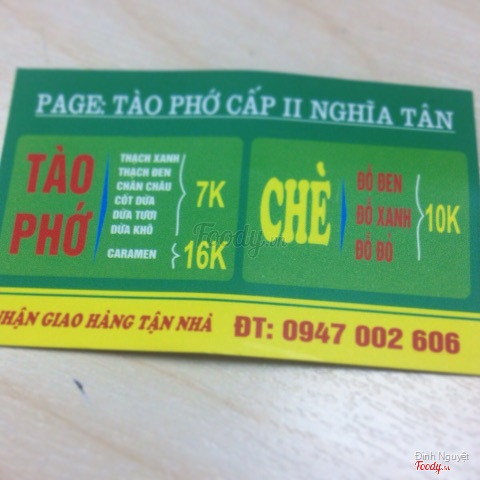 PAGE: TÀO PHỚ CẤP II NGHĨA TÂN
TÀO
PHỚ
THẠCH XANH
THẠCH ĐEN
CHÂN CHÂU
CỐT DỪA
DỪA TƯƠI
DỪA KHÔ
7K
CARAMEN
16K
CHÈ
ĐỖ ĐEN
ĐỖ XANH
ĐỖ ĐỎ
10K
NHẬN GIAO HÀNG TẬN NHÀ
ĐT: 0947 002 606
Foody.vn
Đinh Nguyệt
Foody.vn